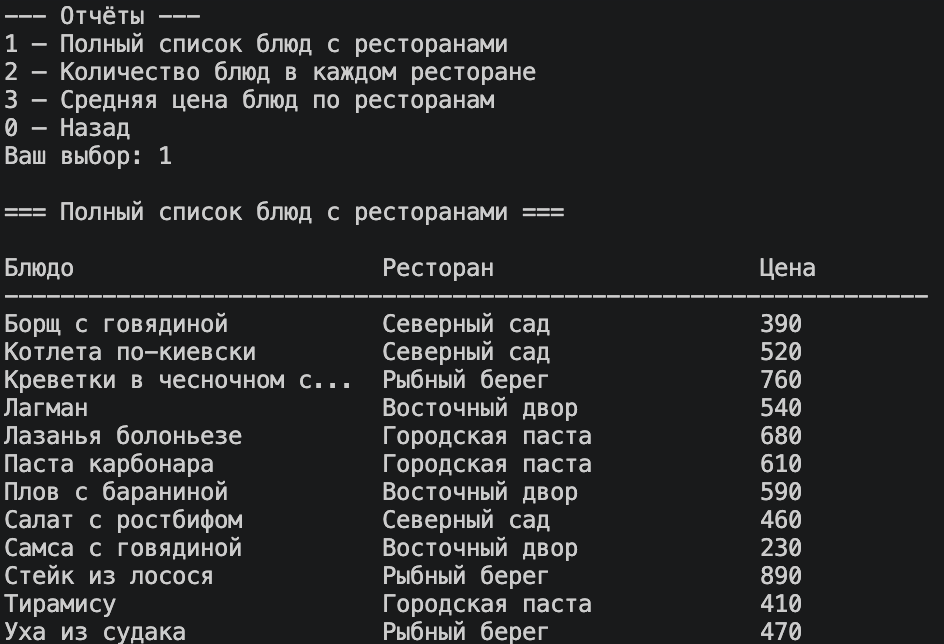 --- Отчёты ---
1 — Полный список блюд с ресторанами
2 — Количество блюд в каждом ресторане
3 — Средняя цена блюд по ресторанам
0 — Назад
Ваш выбор: 1
=== Полный список блюд с ресторанами ===
Блюдо Ресторан Цена
------------------------------------------------------------------
Борщ с говядиной Северный сад 390
Котлета по-киевски Северный сад 520
Креветки в чесночном с... Рыбный берег 760
Лагман Восточный двор 540
Лазанья болоньезе Городская паста 680
Паста карбонара Городская паста 610
Плов с бараниной Восточный двор 590
Салат с ростбифом Северный сад 460
Самса с говядиной Восточный двор 230
Стейк из лосося Рыбный берег 890
Тирамису Городская паста 410
Уха из судака Рыбный берег 470